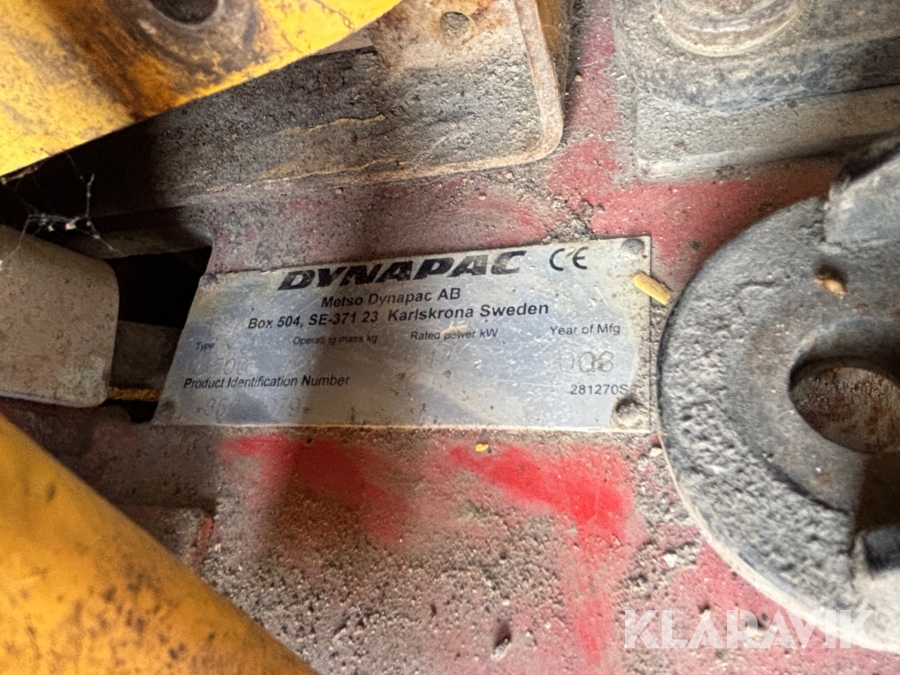 DYNAPAC CE
Metso Dynapac AB
Box 504, SE-371 23 Karlskrona Sweden
Type Operating mass kg Rated power kW Year of Mfg
Product Identification Number
281270S
KLARAVIK